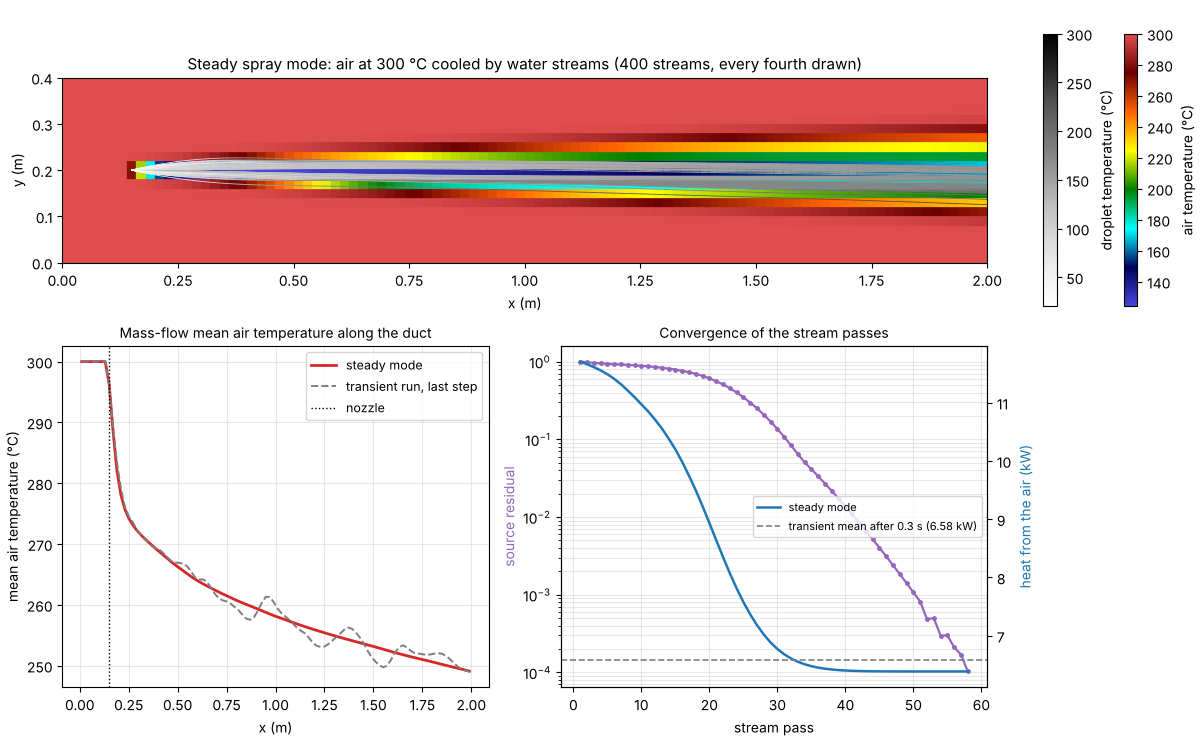 Steady spray mode: air at 300 °C cooled by water streams (400 streams, every fourth drawn)
y (m)
0.4
0.3
0.2
0.1
0.0
0.00 0.25 0.50 0.75 1.00 1.25 1.50 1.75 2.00
x (m)
300
250
200
150
100
50
droplet temperature (°C)
300
280
260
240
220
200
180
160
140
air temperature (°C)
Mass-flow mean air temperature along the duct
mean air temperature (°C)
300
290
280
270
260
250
0.00 0.25 0.50 0.75 1.00 1.25 1.50 1.75 2.00
x (m)
steady mode
transient run, last step
nozzle
Convergence of the stream passes
source residual
10⁰
10⁻¹
10⁻²
10⁻³
10⁻⁴
0 10 20 30 40 50 60
stream pass
11
10
9
8
7
heat from the air (kW)
steady mode
transient mean after 0.3 s (6.58 kW)